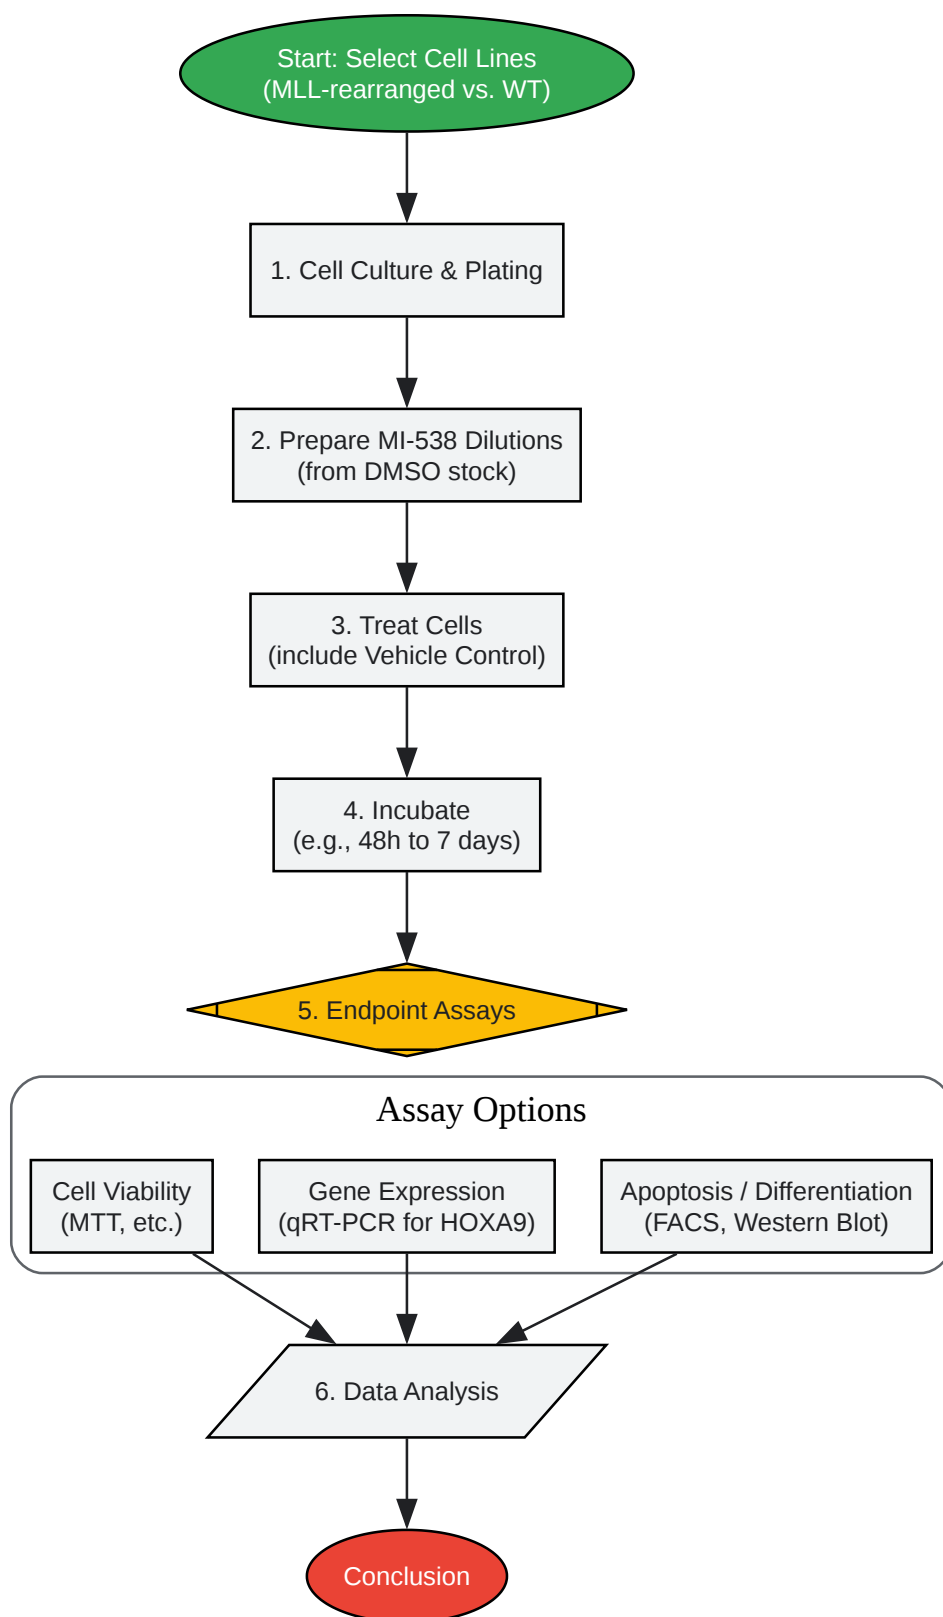 Start: Select Cell Lines
(MLL-rearranged vs. WT)
1. Cell Culture & Plating
2. Prepare MI-538 Dilutions
(from DMSO stock)
3. Treat Cells
(include Vehicle Control)
4. Incubate
(e.g., 48h to 7 days)
5. Endpoint Assays
Assay Options
Cell Viability
(MTT, etc.)
Gene Expression
(qRT-PCR for HOXA9)
Apoptosis / Differentiation
(FACS, Western Blot)
6. Data Analysis
Conclusion